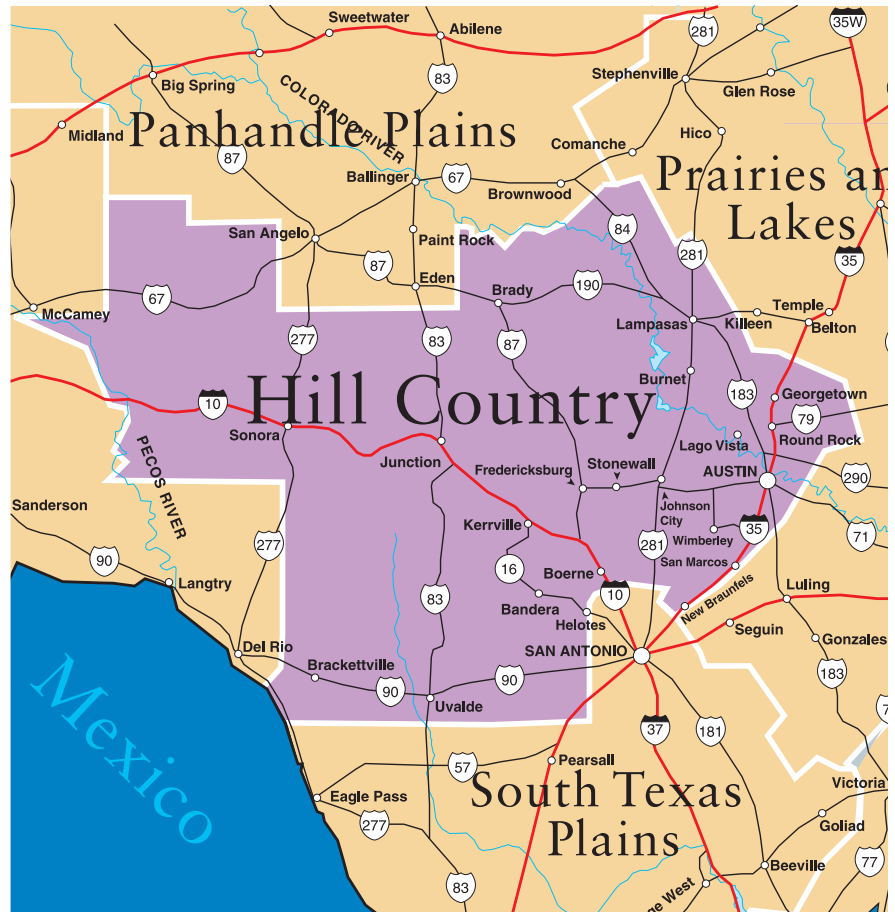 Sweetwater
Abilene
35W
281
Big Spring
83
Stephenville
Glen Rose
COLORADO RIVER
Midland
Panhandle Plains
Hico
Comanche
87
Ballinger
67
Brownwood
Prairies an
Lakes
San Angelo
Paint Rock
84
281
35
87
Eden
67
Brady
190
Temple
McCamey
Lampasas
Killeen
Belton
277
83
87
Burnet
183
Georgetown
10
Hill Country
79
Sonora
Round Rock
PECOS RIVER
Junction
Lago Vista
Fredericksburg
Stonewall
AUSTIN
290
Sanderson
Johnson
City
Kerrville
35
71
277
281
Wimberley
90
16
Boerne
San Marcos
Langtry
83
10
Luling
Bandera
New Braunfels
Helotes
Seguin
Del Rio
SAN ANTONIO
Gonzales
Brackettville
90
90
183
Uvalde
Mexico
37
181
7
57
Pearsall
Eagle Pass
South Texas
Plains
Victoria
277
Goliad
Beeville
77
83
ge West